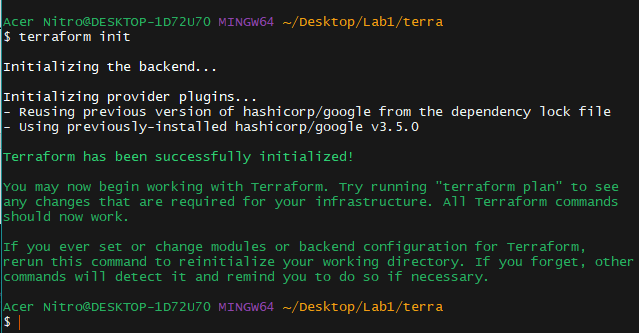 Acer Nitro@DESKTOP-1D72U70 MINGW64 ~/Desktop/Lab1/terra
$ terraform init
Initializing the backend...
Initializing provider plugins...
- Reusing previous version of hashicorp/google from the dependency lock file
- Using previously-installed hashicorp/google v3.5.0
Terraform has been successfully initialized!
You may now begin working with Terraform. Try running "terraform plan" to see
any changes that are required for your infrastructure. All Terraform commands
should now work.
If you ever set or change modules or backend configuration for Terraform,
rerun this command to reinitialize your working directory. If you forget, other
commands will detect it and remind you to do so if necessary.
Acer Nitro@DESKTOP-1D72U70 MINGW64 ~/Desktop/Lab1/terra
$